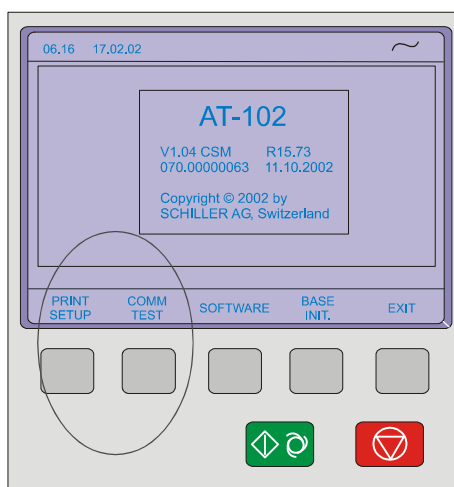 06.16 17.02.02
AT-102
V1.04 CSM R15.73
070.00000063 11.10.2002
Copyright © 2002 by
SCHILLER AG, Switzerland
PRINT SETUP
COMM TEST
SOFTWARE
BASE INIT.
EXIT